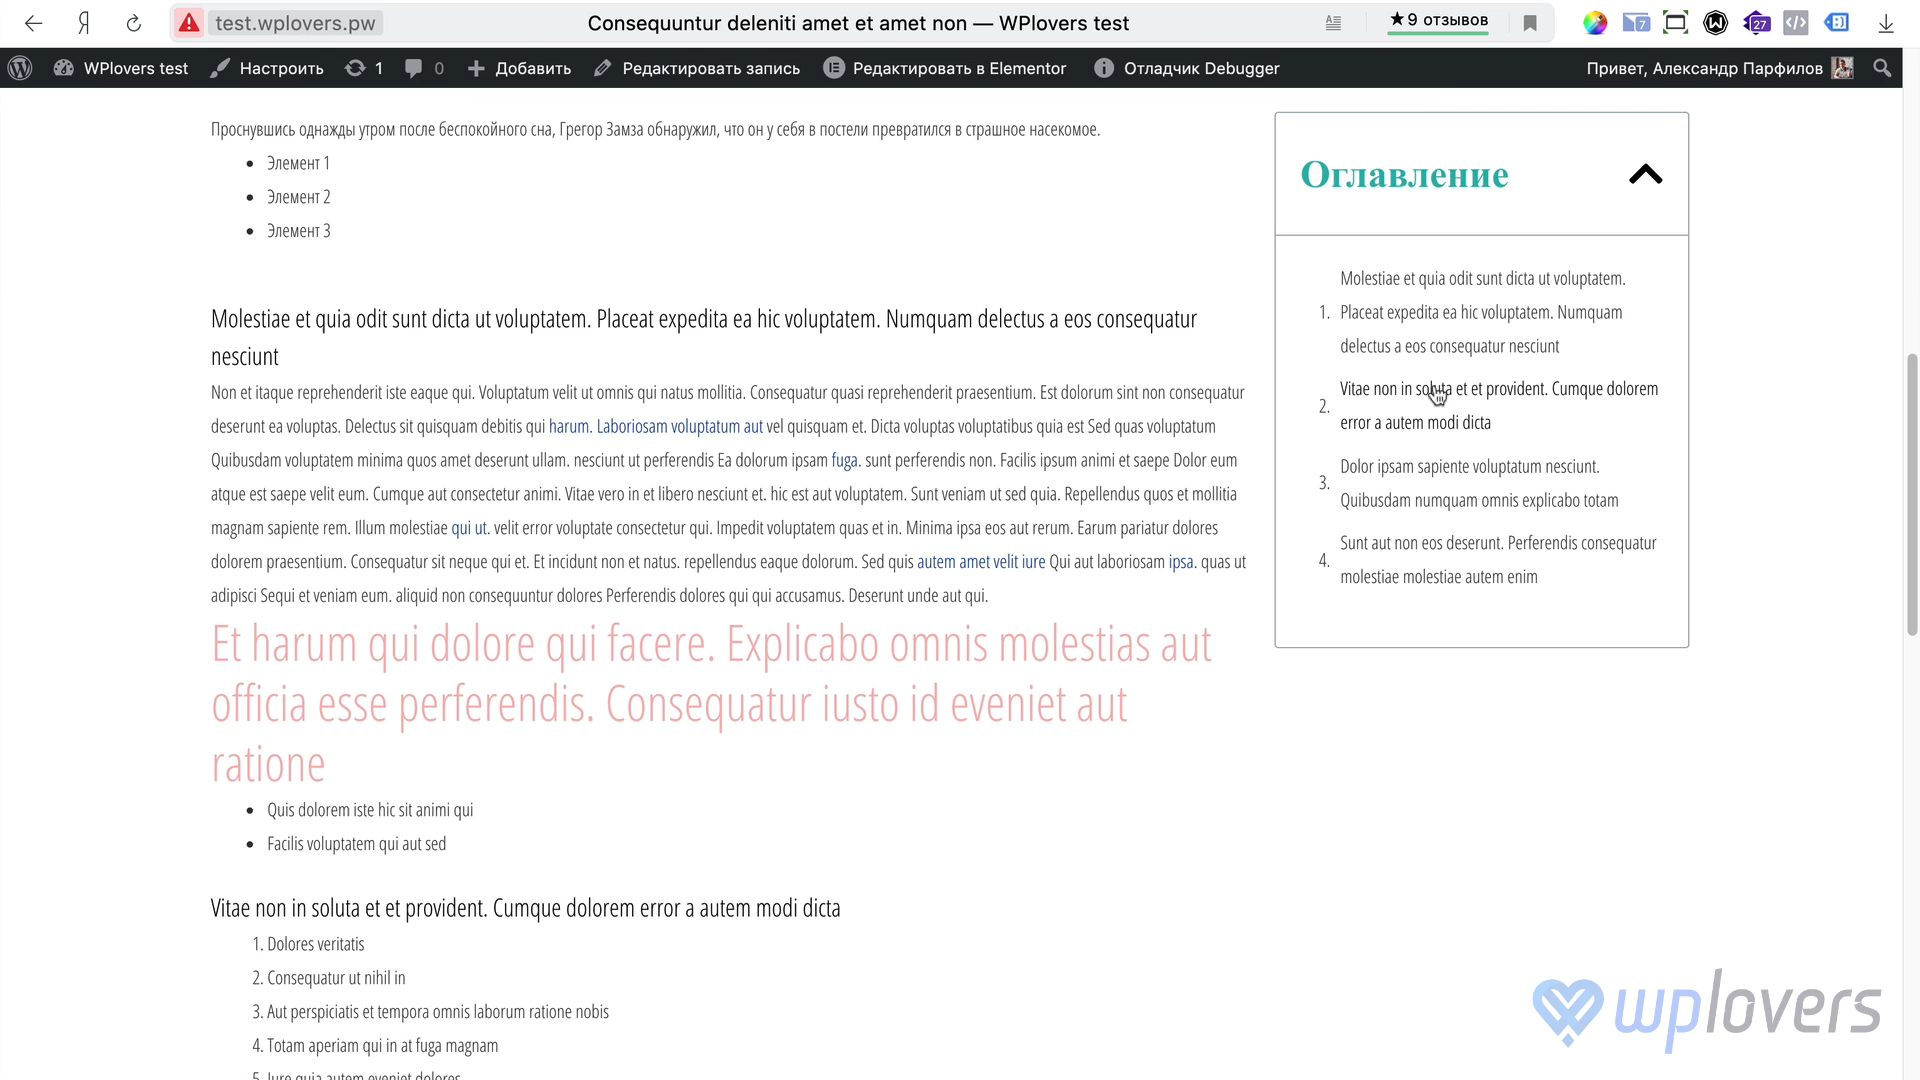 Я
test.wplovers.pw
Consequuntur deleniti amet et amet non — WPlovers test
★9 отзывов
7
27
WPlovers test
Настроить
1
0
Добавить
Редактировать запись
Редактировать в Elementor
Отладчик Debugger
Привет, Александр Парфилов
Проснувшись однажды утром после беспокойного сна, Грегор Замза обнаружил, что он у себя в постели превратился в страшное насекомое.
• Элемент 1
• Элемент 2
• Элемент 3
Molestiae et quia odit sunt dicta ut voluptatem. Placeat expedita ea hic voluptatem. Numquam delectus a eos consequatur
nesciunt
Non et itaque reprehenderit iste eaque qui. Voluptatum velit ut omnis qui natus mollitia. Consequatur quasi reprehenderit praesentium. Est dolorum sint non consequatur
deserunt ea voluptas. Delectus sit quisquam debitis qui harum. Laboriosam voluptatum aut vel quisquam et. Dicta voluptas voluptatibus quia est Sed quas voluptatum
Quibusdam voluptatem minima quos amet deserunt ullam. nesciunt ut perferendis Ea dolorum ipsam fuga. sunt perferendis non. Facilis ipsum animi et saepe Dolor eum
atque est saepe velit eum. Cumque aut consectetur animi. Vitae vero in et libero nesciunt et. hic est aut voluptatem. Sunt veniam ut sed quia. Repellendus quos et mollitia
magnam sapiente rem. Illum molestiae qui ut. velit error voluptate consectetur qui. Impedit voluptatem quas et in. Minima ipsa eos aut rerum. Earum pariatur dolores
dolorem praesentium. Consequatur sit neque qui et. Et incidunt non et natus. repellendus eaque dolorum. Sed quis autem amet velit iure Qui aut laboriosam ipsa. quas ut
adipisci Sequi et veniam eum. aliquid non consequuntur dolores Perferendis dolores qui qui accusamus. Deserunt unde aut qui.
Et harum qui dolore qui facere. Explicabo omnis molestias aut
officia esse perferendis. Consequatur iusto id eveniet aut
ratione
• Quis dolorem iste hic sit animi qui
• Facilis voluptatem qui aut sed
Vitae non in soluta et et provident. Cumque dolorem error a autem modi dicta
1. Dolores veritatis
2. Consequatur ut nihil in
3. Aut perspiciatis et tempora omnis laborum ratione nobis
4. Totam aperiam qui in at fuga magnam
5. Iure quia autem eveniet dolores
Оглавление
Molestiae et quia odit sunt dicta ut voluptatem.
1. Placeat expedita ea hic voluptatem. Numquam
delectus a eos consequatur nesciunt
Vitae non in soluta et et provident. Cumque dolorem
2. error a autem modi dicta
Dolor ipsam sapiente voluptatum nesciunt.
3. Quibusdam numquam omnis explicabo totam
Sunt aut non eos deserunt. Perferendis consequatur
4. molestiae molestiae autem enim
wplovers